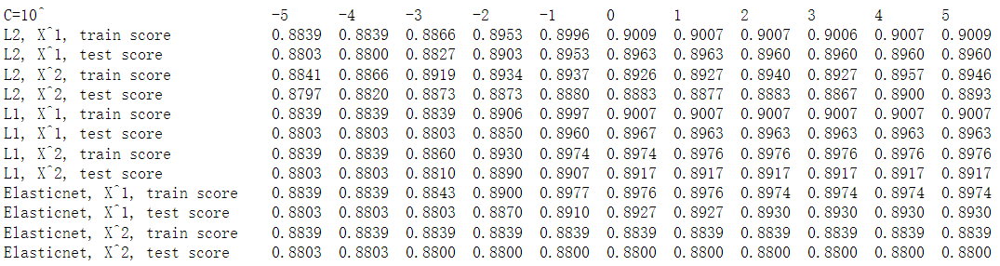 C=10^ -5 -4 -3 -2 -1 0 1 2 3 4 5
L2, X^1, train score 0.8839 0.8839 0.8866 0.8953 0.8996 0.9009 0.9007 0.9007 0.9006 0.9007 0.9009
L2, X^1, test score 0.8803 0.8800 0.8827 0.8903 0.8953 0.8963 0.8963 0.8960 0.8960 0.8960 0.8960
L2, X^2, train score 0.8841 0.8866 0.8919 0.8934 0.8937 0.8926 0.8927 0.8940 0.8927 0.8957 0.8946
L2, X^2, test score 0.8797 0.8820 0.8873 0.8873 0.8880 0.8883 0.8877 0.8883 0.8867 0.8900 0.8893
L1, X^1, train score 0.8839 0.8839 0.8839 0.8906 0.8997 0.9007 0.9007 0.9007 0.9007 0.9007 0.9007
L1, X^1, test score 0.8803 0.8803 0.8803 0.8850 0.8960 0.8967 0.8963 0.8963 0.8963 0.8963 0.8963
L1, X^2, train score 0.8839 0.8839 0.8860 0.8930 0.8974 0.8974 0.8976 0.8976 0.8976 0.8976 0.8976
L1, X^2, test score 0.8803 0.8803 0.8810 0.8890 0.8907 0.8917 0.8917 0.8917 0.8917 0.8917 0.8917
Elasticnet, X^1, train score 0.8839 0.8839 0.8843 0.8900 0.8977 0.8976 0.8976 0.8974 0.8974 0.8974 0.8974
Elasticnet, X^1, test score 0.8803 0.8803 0.8803 0.8870 0.8910 0.8927 0.8927 0.8930 0.8930 0.8930 0.8930
Elasticnet, X^2, train score 0.8839 0.8839 0.8839 0.8839 0.8839 0.8839 0.8839 0.8839 0.8839 0.8839 0.8839
Elasticnet, X^2, test score 0.8803 0.8803 0.8800 0.8800 0.8800 0.8800 0.8800 0.8800 0.8800 0.8800 0.8800